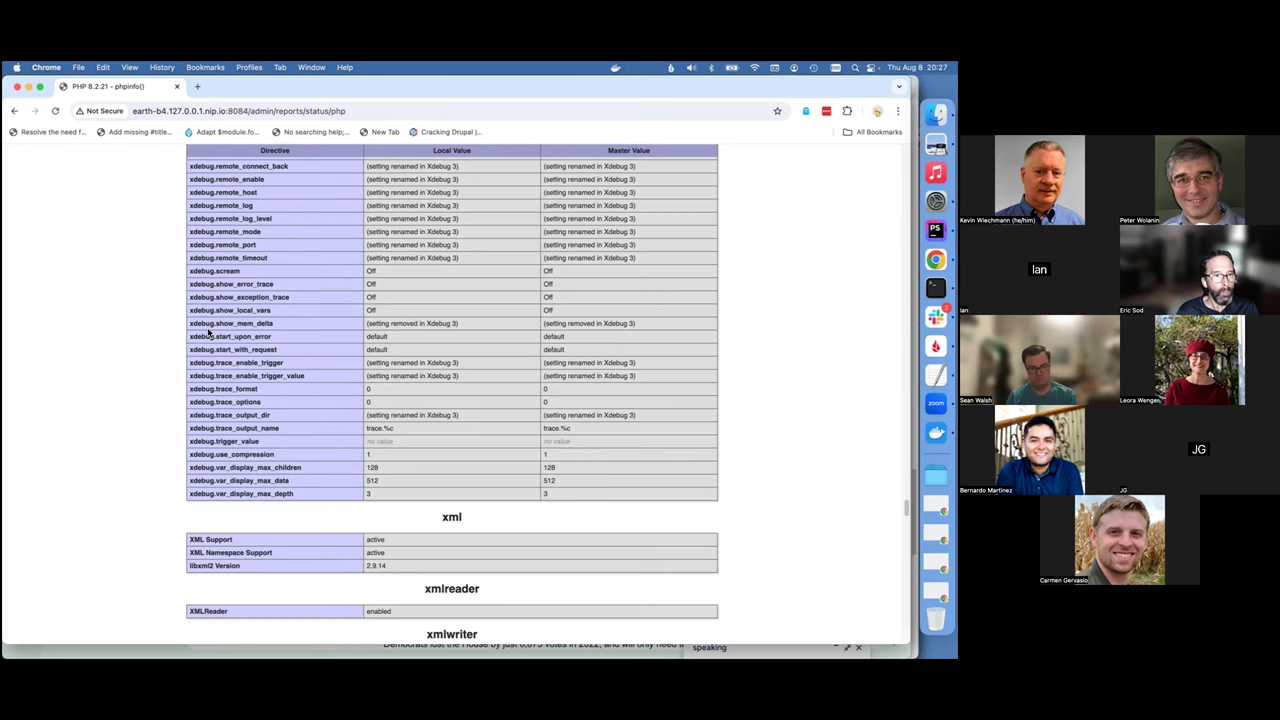 Chrome File Edit View History Bookmarks Profiles Tab Window Help Thu Aug 8 20:27
PHP 8.2.21 - phpinfo()
Not Secure earth-b4.127.0.0.1.nip.io:8084/admin/reports/status/php
Resolve the need f... Add missing #title... Adapt $module.fo... No searching help;... New Tab Cracking Drupal |... All Bookmarks
Directive Local Value Master Value
xdebug.remote_connect_back (setting renamed in Xdebug 3) (setting renamed in Xdebug 3)
xdebug.remote_enable (setting renamed in Xdebug 3) (setting renamed in Xdebug 3)
xdebug.remote_host (setting renamed in Xdebug 3) (setting renamed in Xdebug 3)
xdebug.remote_log (setting renamed in Xdebug 3) (setting renamed in Xdebug 3)
xdebug.remote_log_level (setting renamed in Xdebug 3) (setting renamed in Xdebug 3)
xdebug.remote_mode (setting renamed in Xdebug 3) (setting renamed in Xdebug 3)
xdebug.remote_port (setting renamed in Xdebug 3) (setting renamed in Xdebug 3)
xdebug.remote_timeout (setting renamed in Xdebug 3) (setting renamed in Xdebug 3)
xdebug.scream Off Off
xdebug.show_error_trace Off Off
xdebug.show_exception_trace Off Off
xdebug.show_local_vars Off Off
xdebug.show_mem_delta (setting removed in Xdebug 3) (setting removed in Xdebug 3)
xdebug.start_upon_error default default
xdebug.start_with_request default default
xdebug.trace_enable_trigger (setting renamed in Xdebug 3) (setting renamed in Xdebug 3)
xdebug.trace_enable_trigger_value (setting renamed in Xdebug 3) (setting renamed in Xdebug 3)
xdebug.trace_format 0 0
xdebug.trace_options 0 0
xdebug.trace_output_dir (setting renamed in Xdebug 3) (setting renamed in Xdebug 3)
xdebug.trace_output_name trace.%c trace.%c
xdebug.trigger_value no value no value
xdebug.use_compression 1 1
xdebug.var_display_max_children 128 128
xdebug.var_display_max_data 512 512
xdebug.var_display_max_depth 3 3
xml
XML Support active
XML Namespace Support active
libxml2 Version 2.9.14
xmlreader
XMLReader enabled
xmlwriter
speaking
PS
2
zoom
Kevin Wiechmann (he/him)
Peter Wolanin
Ian
Ian
Eric Sod
Sean Walsh
Leora Wenger
Bernardo Martinez
JG
JG
Carmen Gervasio